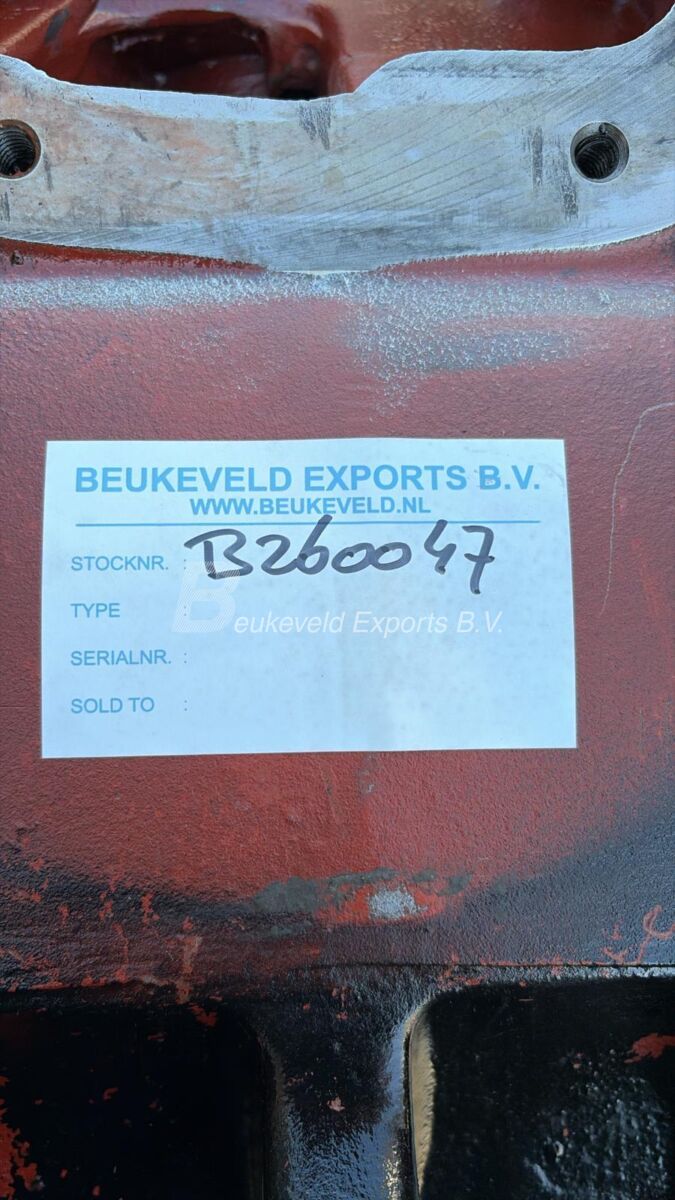 BEUKEVELD EXPORTS B.V.
WWW.BEUKEVELD.NL
STOCKNR. : B260047
TYPE :
Beukeveld Exports B.V.
SERIALNR. :
SOLD TO :